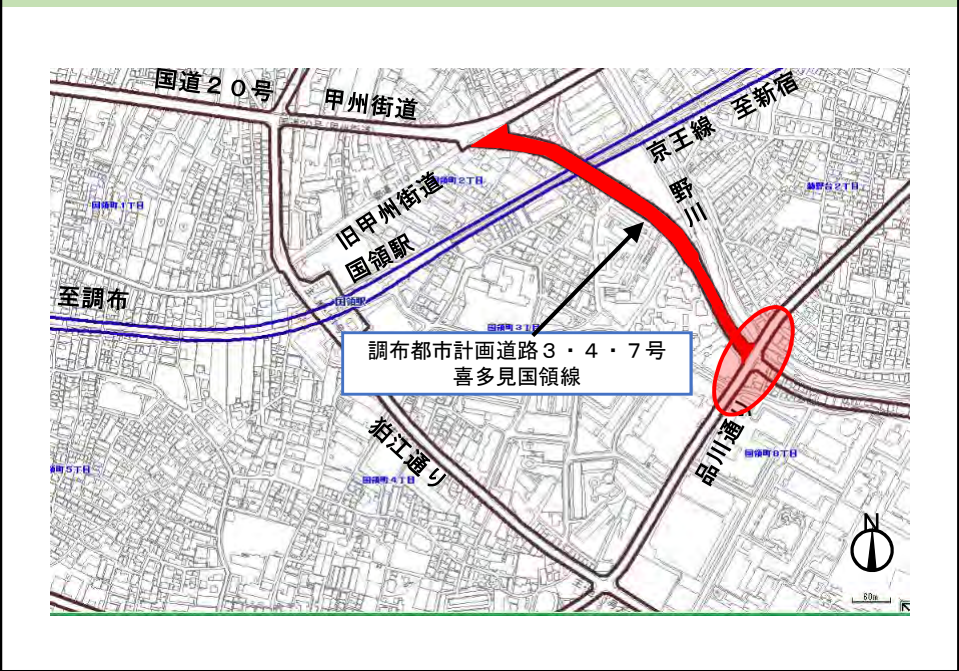 国道20号
甲州街道
京王線 至新宿
野川
旧甲州街道
国領駅
至調布
国領町1丁目
国領町2丁目
国領町3丁目
国領駅
調布都市計画道路3・4・7号
喜多見国領線
狛江通り
品川通り
国領町4丁目
国領町8丁目
N
60m